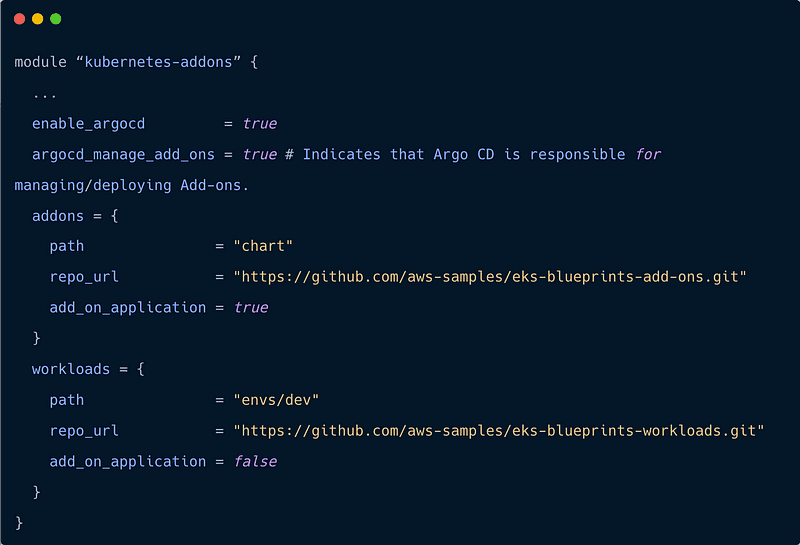 module “kubernetes-addons” {
  ...
  enable_argocd         = true
  argocd_manage_add_ons = true # Indicates that Argo CD is responsible for
managing/deploying Add-ons.
  addons = {
    path               = "chart"
    repo_url           = "https://github.com/aws-samples/eks-blueprints-add-ons.git"
    add_on_application = true
  }
  workloads = {
    path               = "envs/dev"
    repo_url           = "https://github.com/aws-samples/eks-blueprints-workloads.git"
    add_on_application = false
  }
}